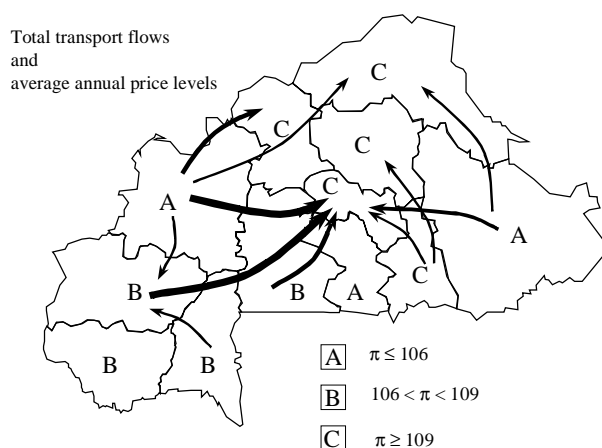 Total transport flows
and
average annual price levels
C
C
C
C
A
A
B
B
A
C
B
B
A π ≤ 106
B 106 < π < 109
C π ≥ 109